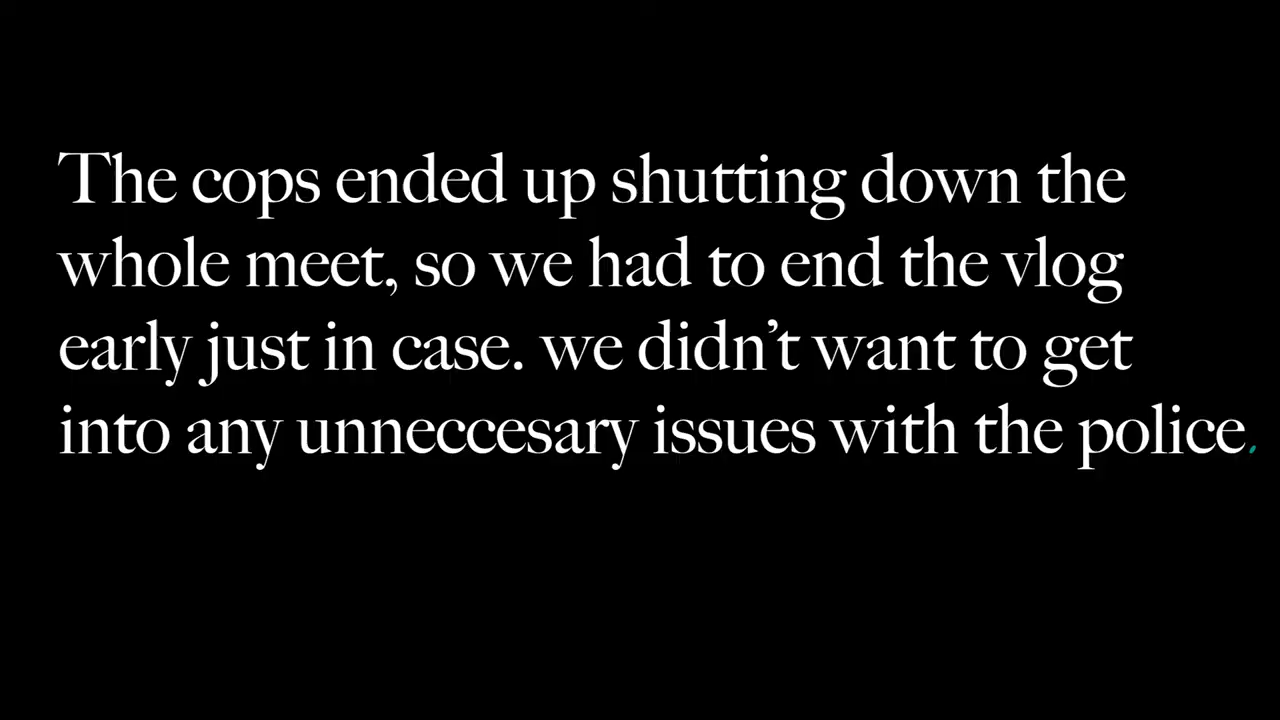 The cops ended up shutting down the
whole meet, so we had to end the vlog
early just in case. we didn’t want to get
into any unneccesary issues with the police.